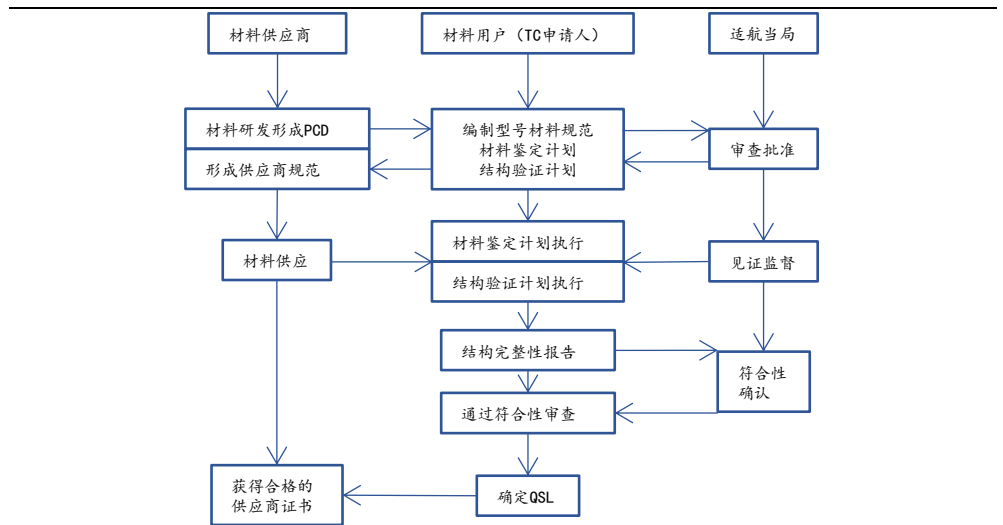 材料供应商
材料用户（TC申请人）
适航当局
材料研发形成PCD
形成供应商规范
编制型号材料规范
材料鉴定计划
结构验证计划
审查批准
材料供应
材料鉴定计划执行
结构验证计划执行
见证监督
结构完整性报告
符合性
确认
通过符合性审查
获得合格的
供应商证书
确定QSL